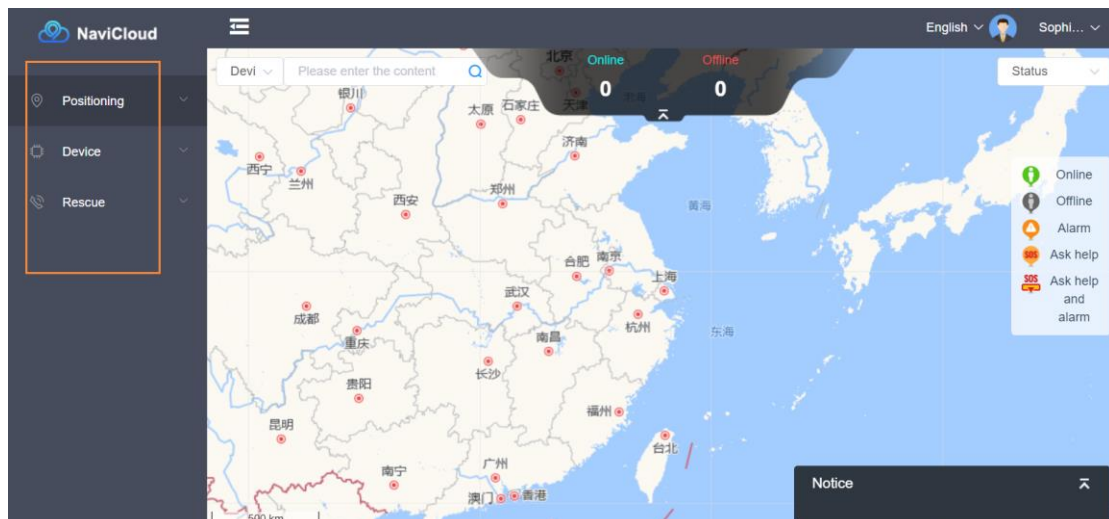 NaviCloud
English
Sophi...
Positioning
Device
Rescue
Devi
Please enter the content
Online
Offline
0
0
Status
北京
银川
太原
石家庄
天津
渤海
济南
西宁
兰州
西安
郑州
黄海
合肥
南京
上海
武汉
成都
杭州
重庆
南昌
东海
长沙
贵阳
福州
昆明
台北
广州
南宁
澳门
香港
500 km
Online
Offline
Alarm
SOS
Ask help
SOS
Ask help
and
alarm
Notice